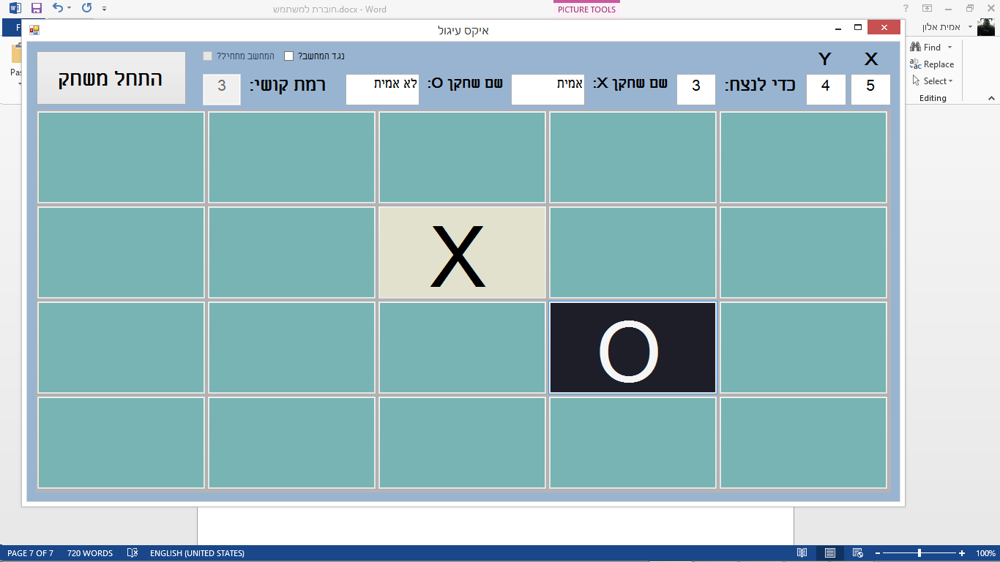 חוברת למשתמש.docx - Word
PICTURE TOOLS
אמית אלון
איקס עיגול
התחל משחק
המחשב מתחיל?
נגד המחשב?
Y
X
3
רמת קושי:
לא אמית
שם שחקן O:
אמית
שם שחקן X:
3
כדי לנצח:
4
5
Find
Replace
Select
Editing
X
O
PAGE 7 OF 7
720 WORDS
ENGLISH (UNITED STATES)
100%